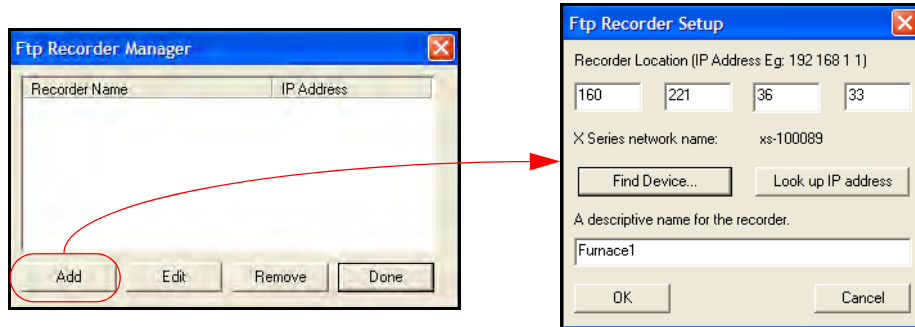 Ftp Recorder Manager
Recorder Name IP Address
Add Edit Remove Done
Ftp Recorder Setup
Recorder Location (IP Address Eg: 192 168 1 1)
160 221 36 33
X Series network name: xs-100089
Find Device... Look up IP address
A descriptive name for the recorder.
Furnace1
OK Cancel